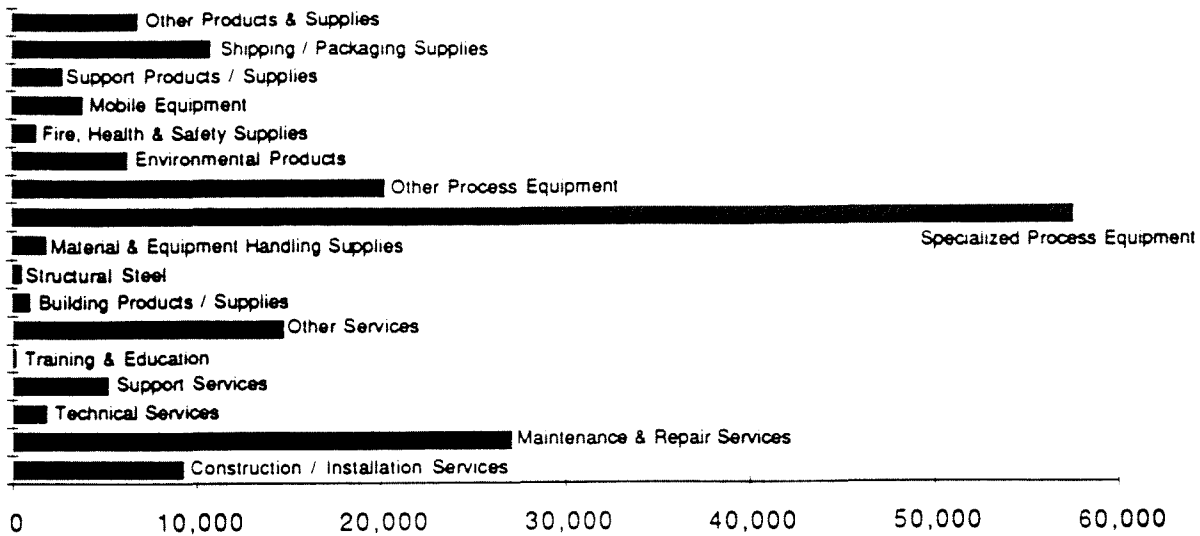 Other Products & Supplies
Shipping / Packaging Supplies
Support Products / Supplies
Mobile Equipment
Fire, Health & Safety Supplies
Environmental Products
Other Process Equipment
Specialized Process Equipment
Material & Equipment Handling Supplies
Structural Steel
Building Products / Supplies
Other Services
Training & Education
Support Services
Technical Services
Maintenance & Repair Services
Construction / Installation Services
0 10,000 20,000 30,000 40,000 50,000 60,000